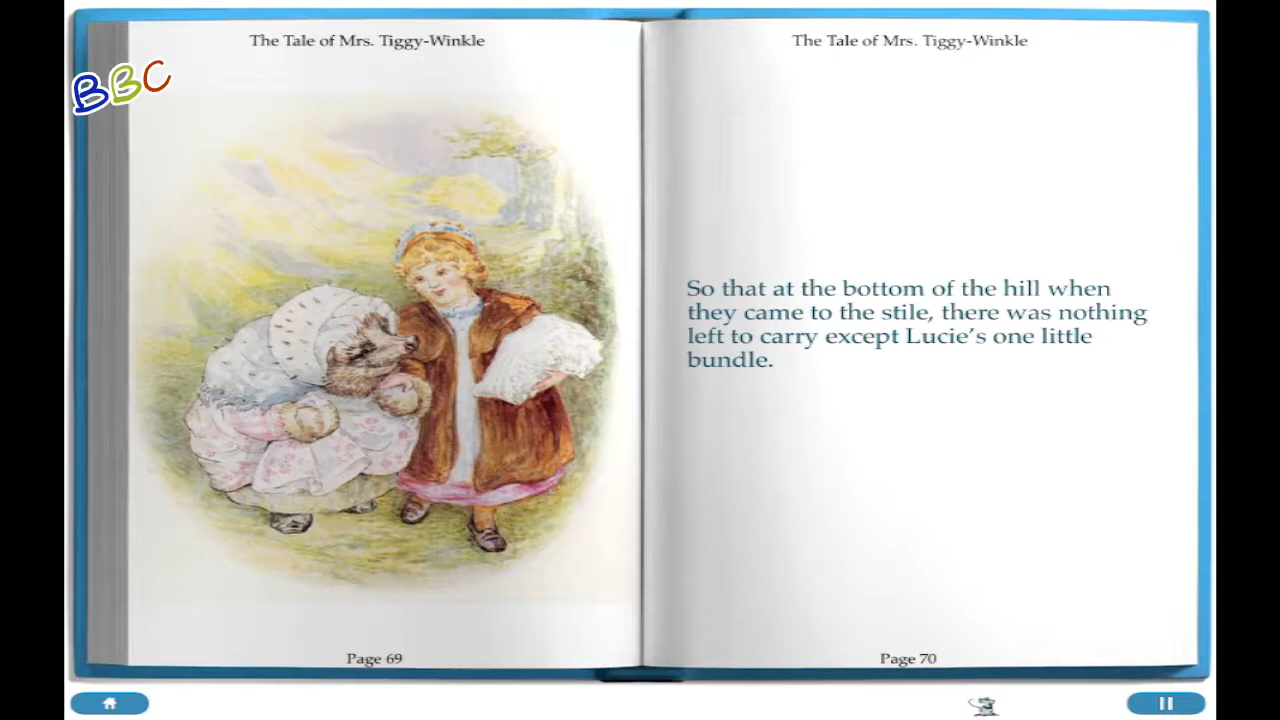 The Tale of Mrs. Tiggy-Winkle
BBC
Page 69
The Tale of Mrs. Tiggy-Winkle
So that at the bottom of the hill when
they came to the stile, there was nothing
left to carry except Lucie's one little
bundle.
Page 70